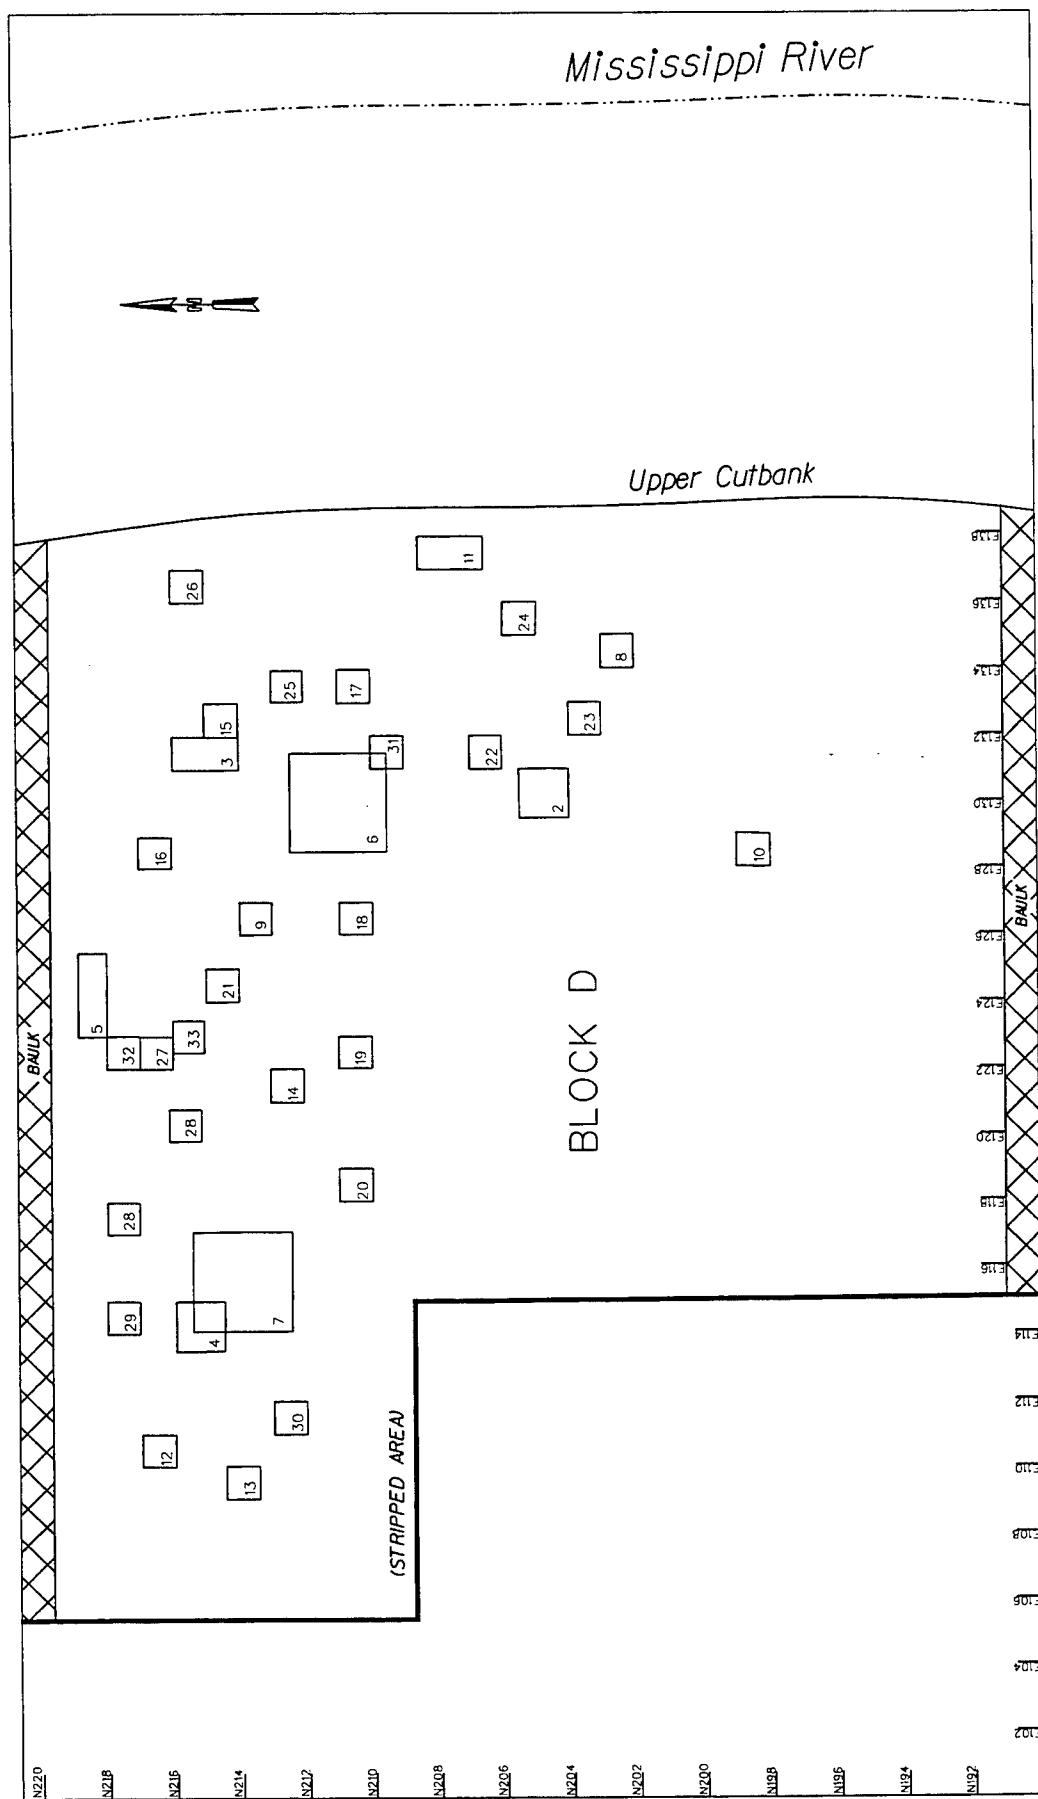 Mississippi River
N
Upper Cutbank
E138
11
26
E136
24
8
E134
25
17
15
23
E132
3
31
22
2
E130
6
16
10
E128
BAULK
9
18
E126
5
21
BLOCK D
E124
BAULK
32
27
33
19
E122
14
28
E120
20
28
E118
E116
29
4
7
E114
30
E112
12
(STRIPPED AREA)
13
E110
E108
E106
E104
E102
N220
N218
N216
N214
N212
N210
N208
N206
N204
N202
N200
N198
N196
N194
N192